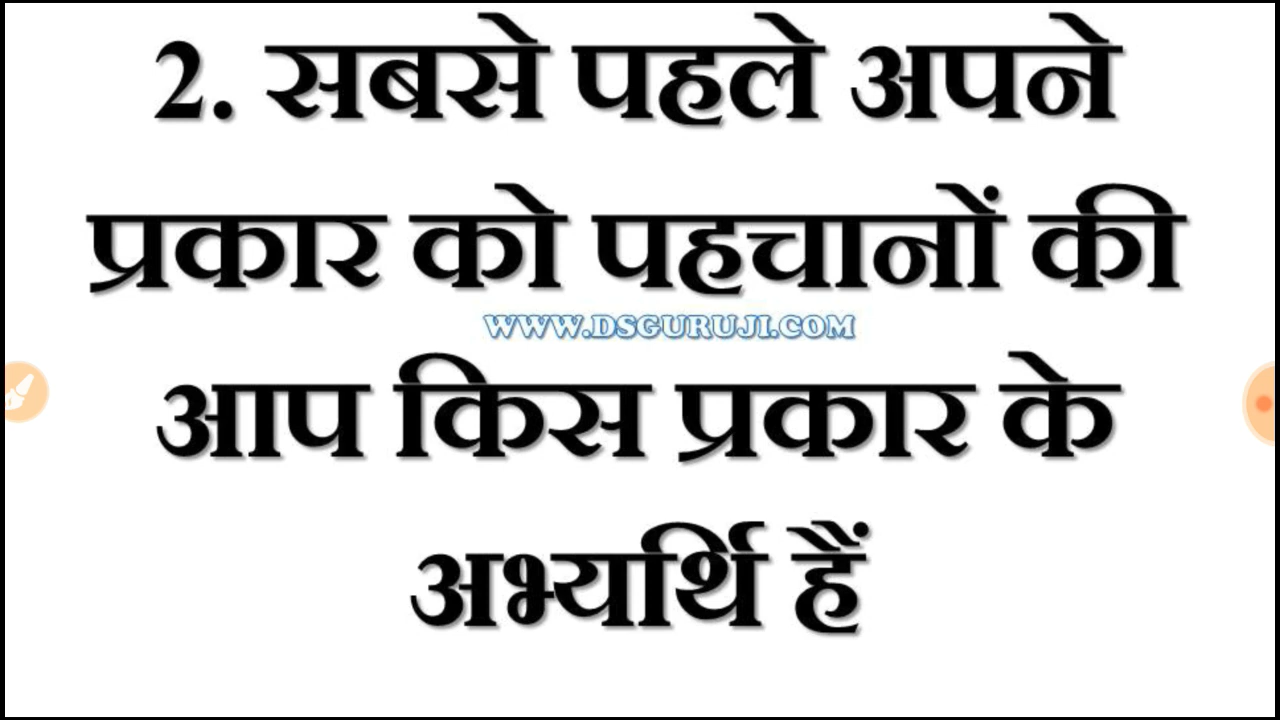 2. सबसे पहले अपने
प्रकार को पहचानों की
WWW.DSGURUJI.COM
आप किस प्रकार के
अभ्यर्थि हैं